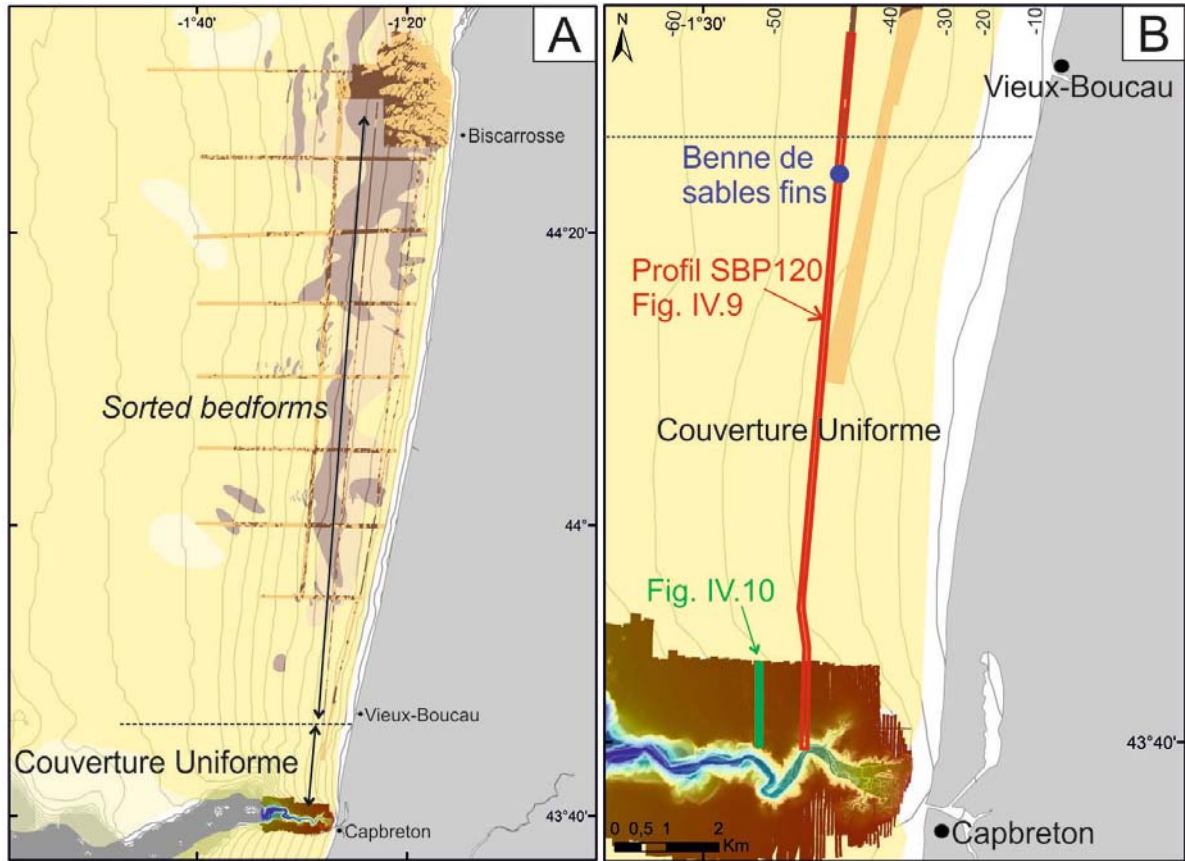 -1°40'
-1°20'
A
Biscarrosse
44°20'
Sorted bedforms
44°
Vieux-Boucau
Couverture Uniforme
43°40'
Capbreton
N
-60
-1°30'
-50
-40
-30
-20
-10
B
Vieux-Boucau
Benne de
sables fins
Profil SBP120
Fig. IV.9
Couverture Uniforme
Fig. IV.10
43°40'
0 0,5 1 2
Km
Capbreton